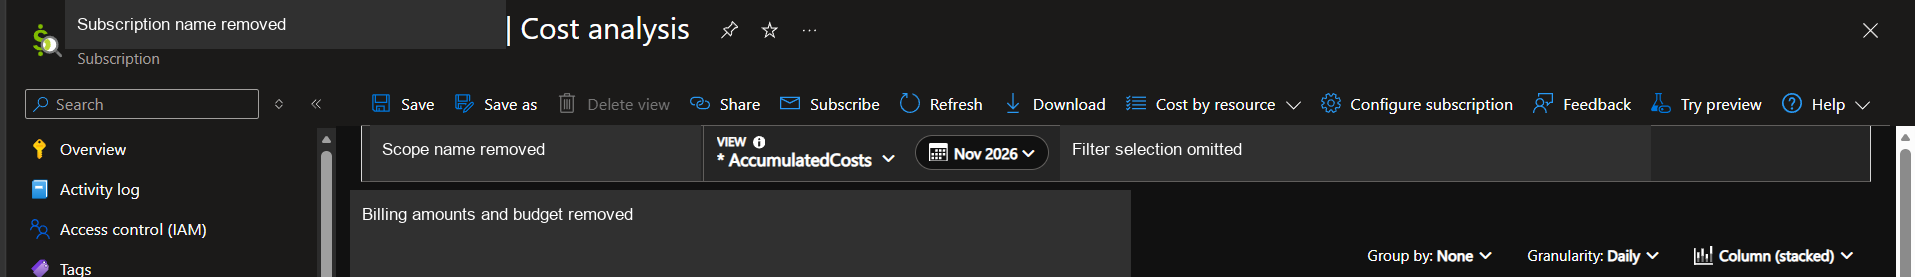 Subscription name removed
| Cost analysis
Subscription
Search
Save
Save as
Delete view
Share
Subscribe
Refresh
Download
Cost by resource
Configure subscription
Feedback
Try preview
Help
Overview
Activity log
Access control (IAM)
Tags
Scope name removed
VIEW
* AccumulatedCosts
Nov 2026
Filter selection omitted
Billing amounts and budget removed
Group by: None
Granularity: Daily
Column (stacked)